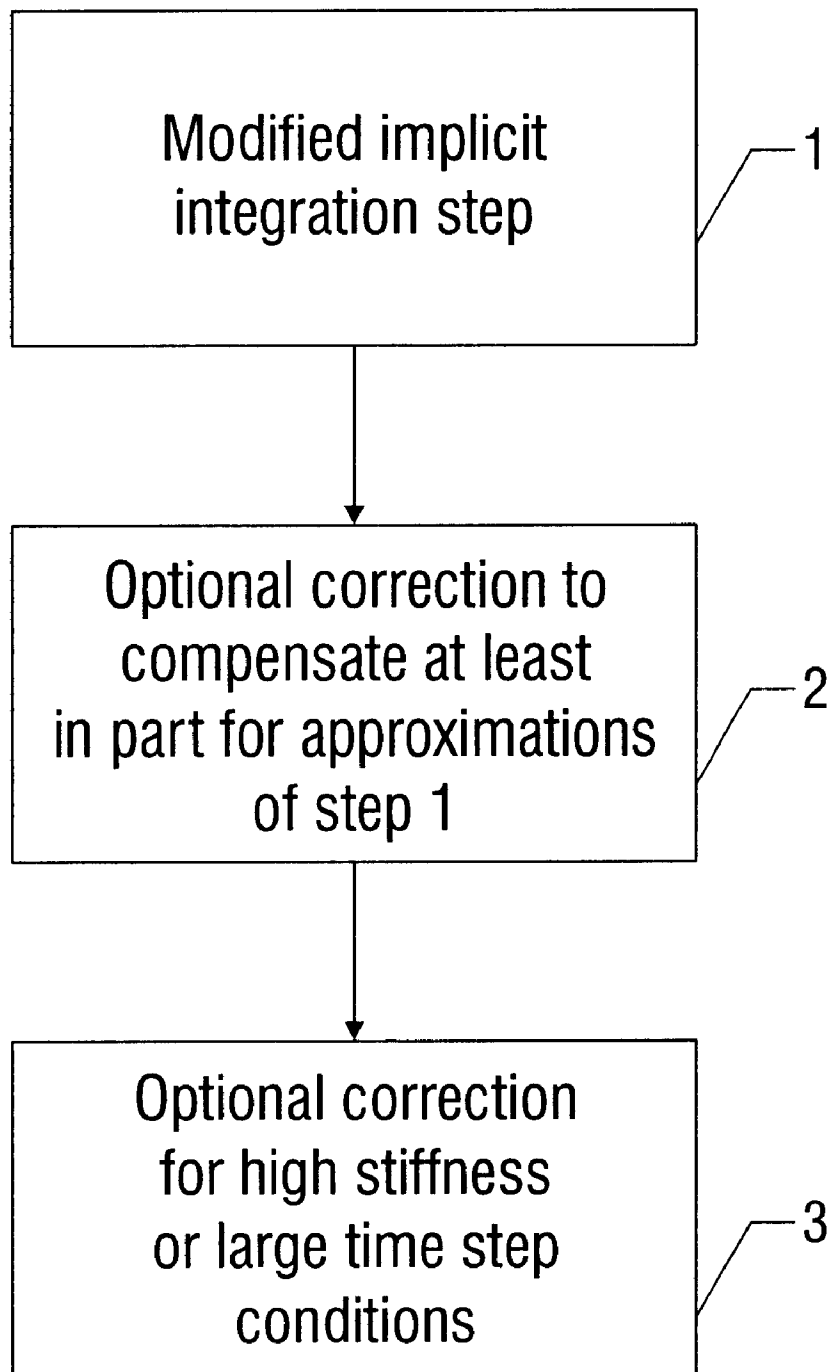 Modified implicit
integration step
1
Optional correction to
compensate at least
in part for approximations
of step 1
2
Optional correction
for high stiffness
or large time step
conditions
3